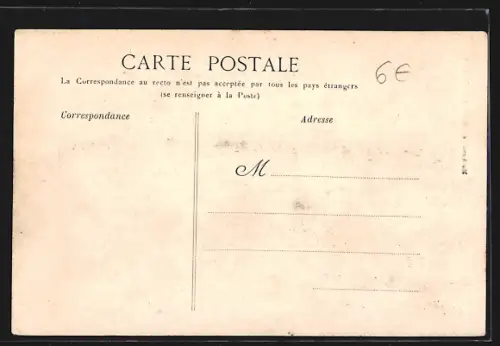 CARTE POSTALE
6€
La Correspondance au recto n'est pas acceptée par tous les pays étrangers
(se renseigner à la Poste)
Correspondance
Adresse
M